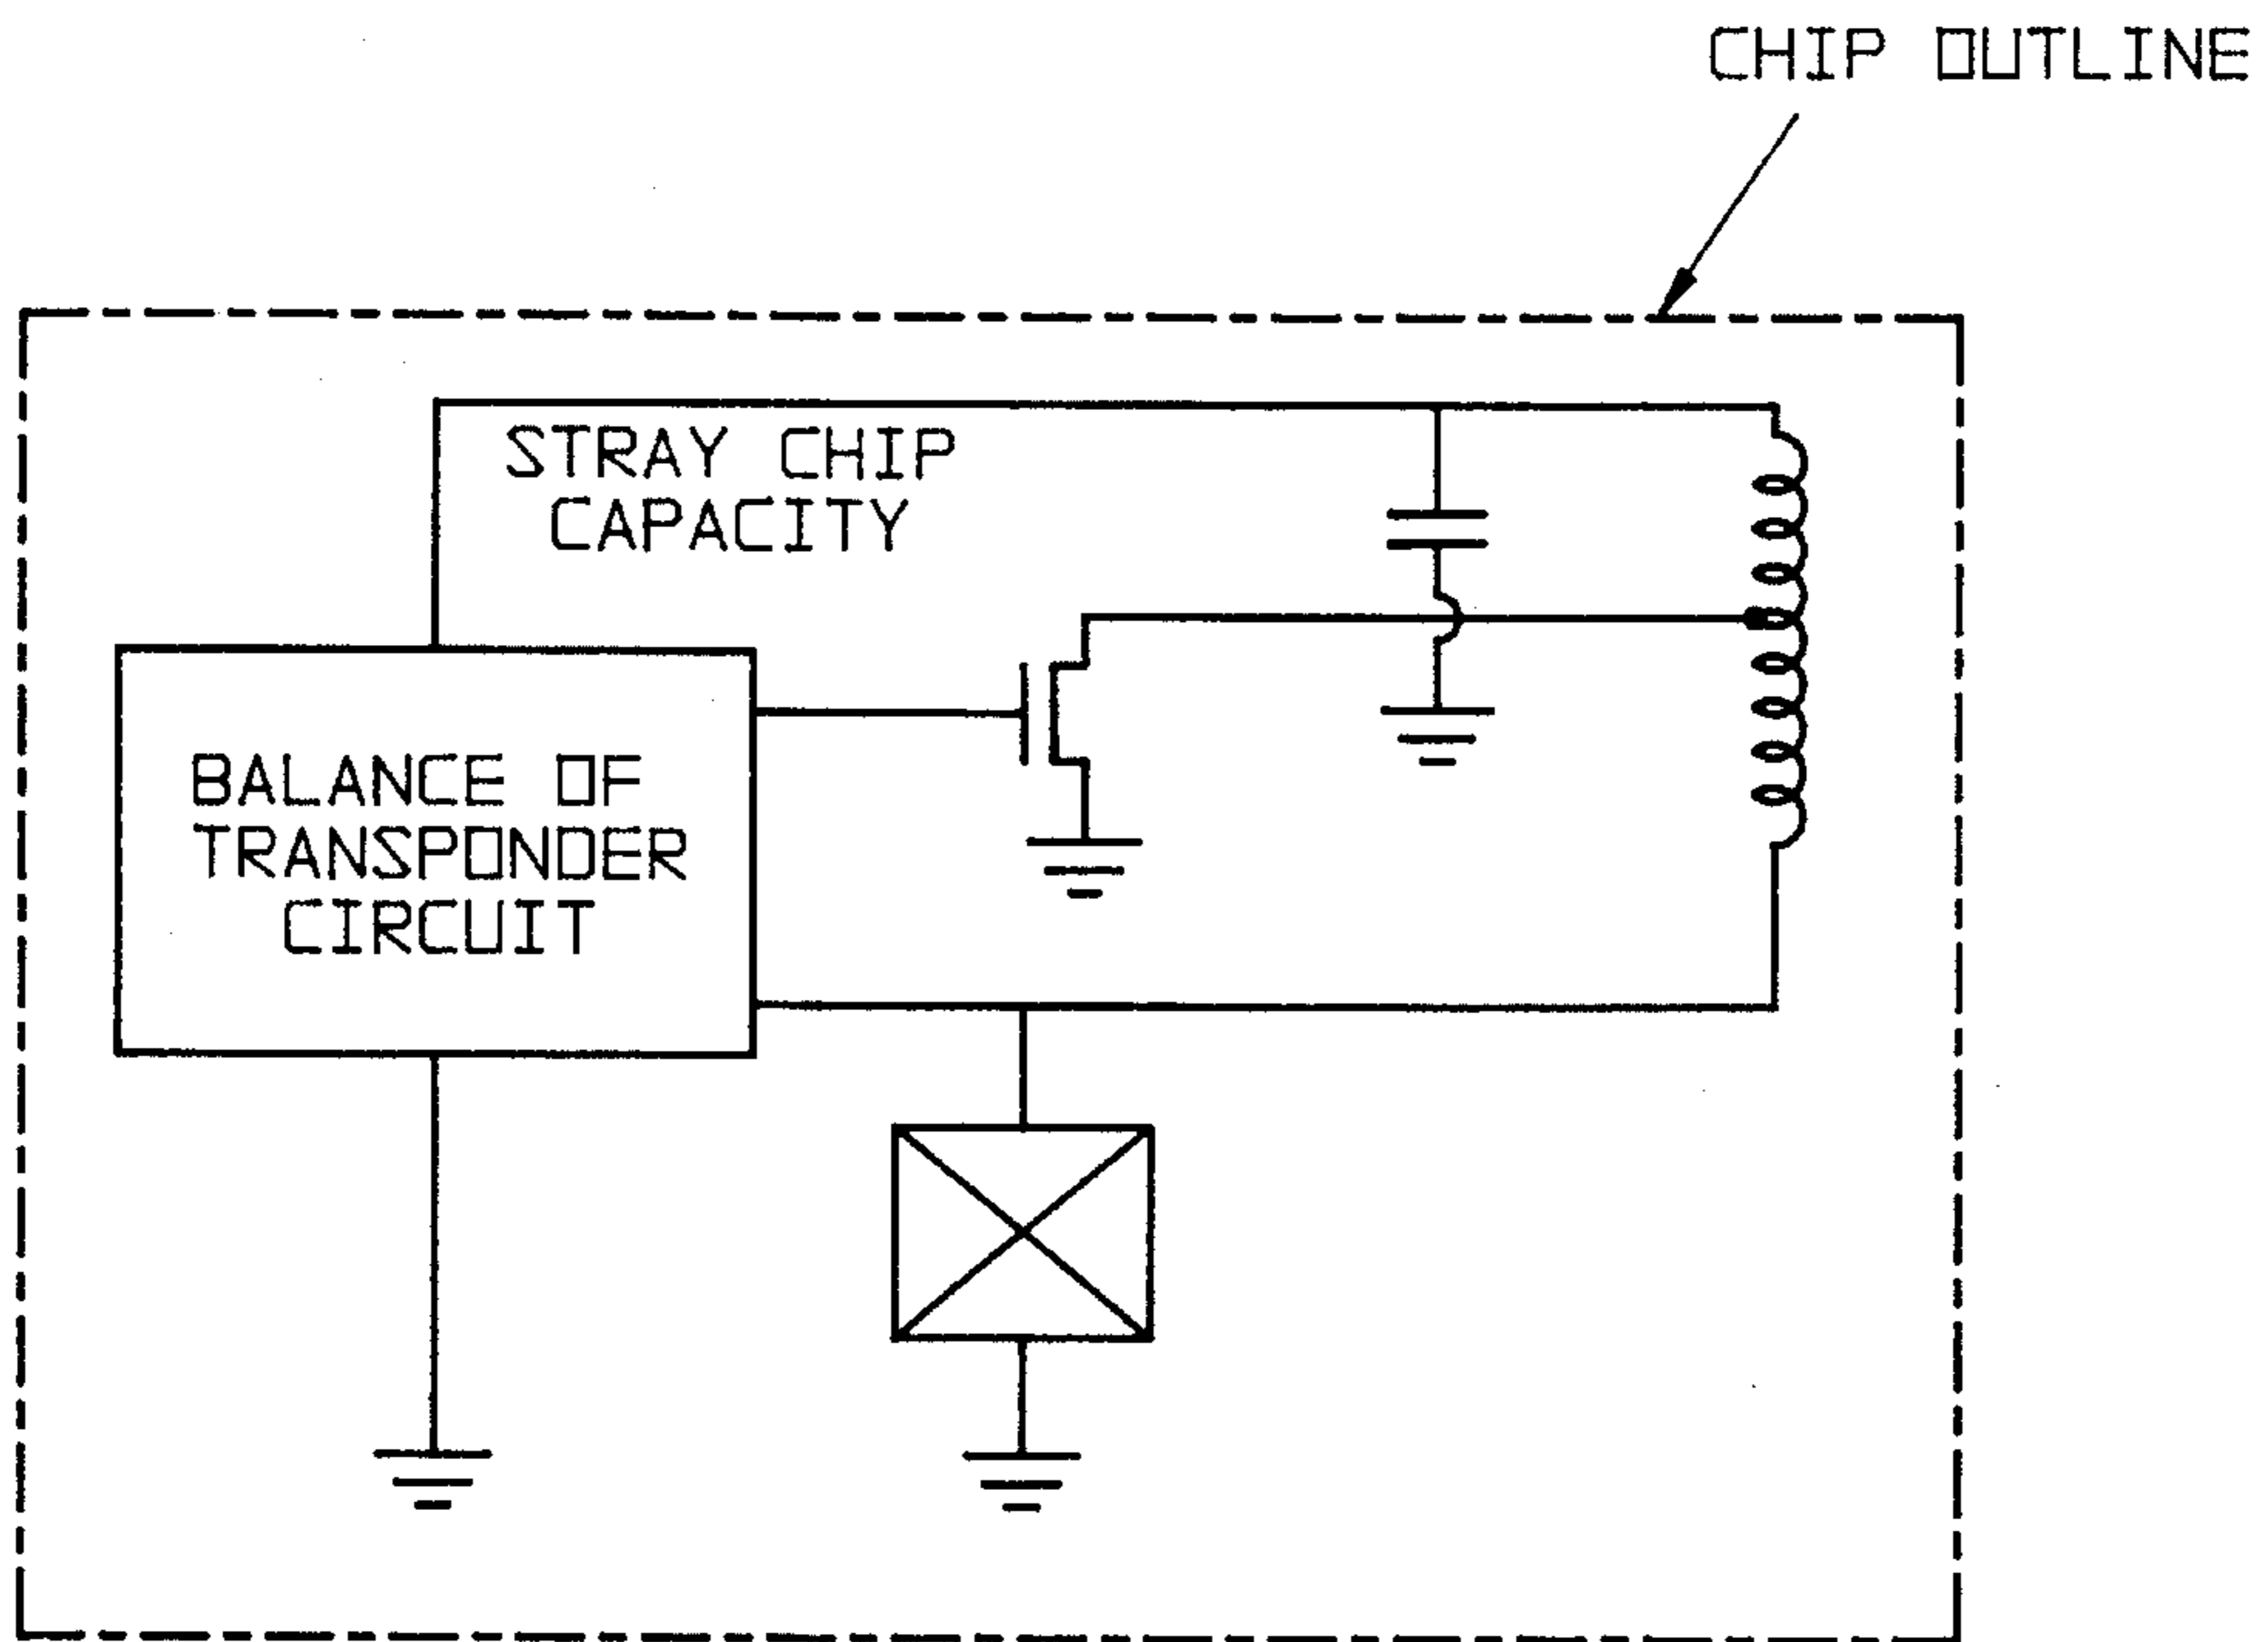 CHIP OUTLINE
STRAY CHIP
CAPACITY
BALANCE OF
TRANSPONDER
CIRCUIT